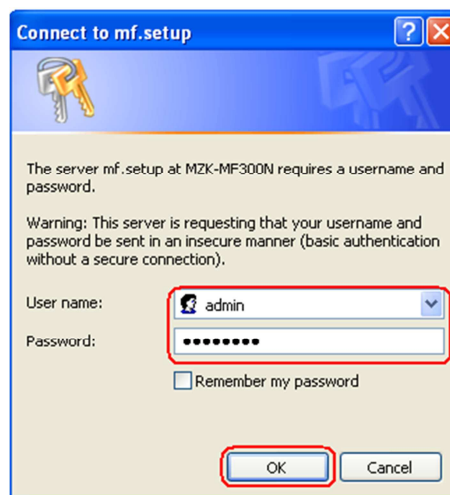 Connect to mf.setup
The server mf.setup at MZK-MF300N requires a username and
password.
Warning: This server is requesting that your username and
password be sent in an insecure manner (basic authentication
without a secure connection).
User name:
admin
Password:
●●●●●●●●
Remember my password
OK
Cancel